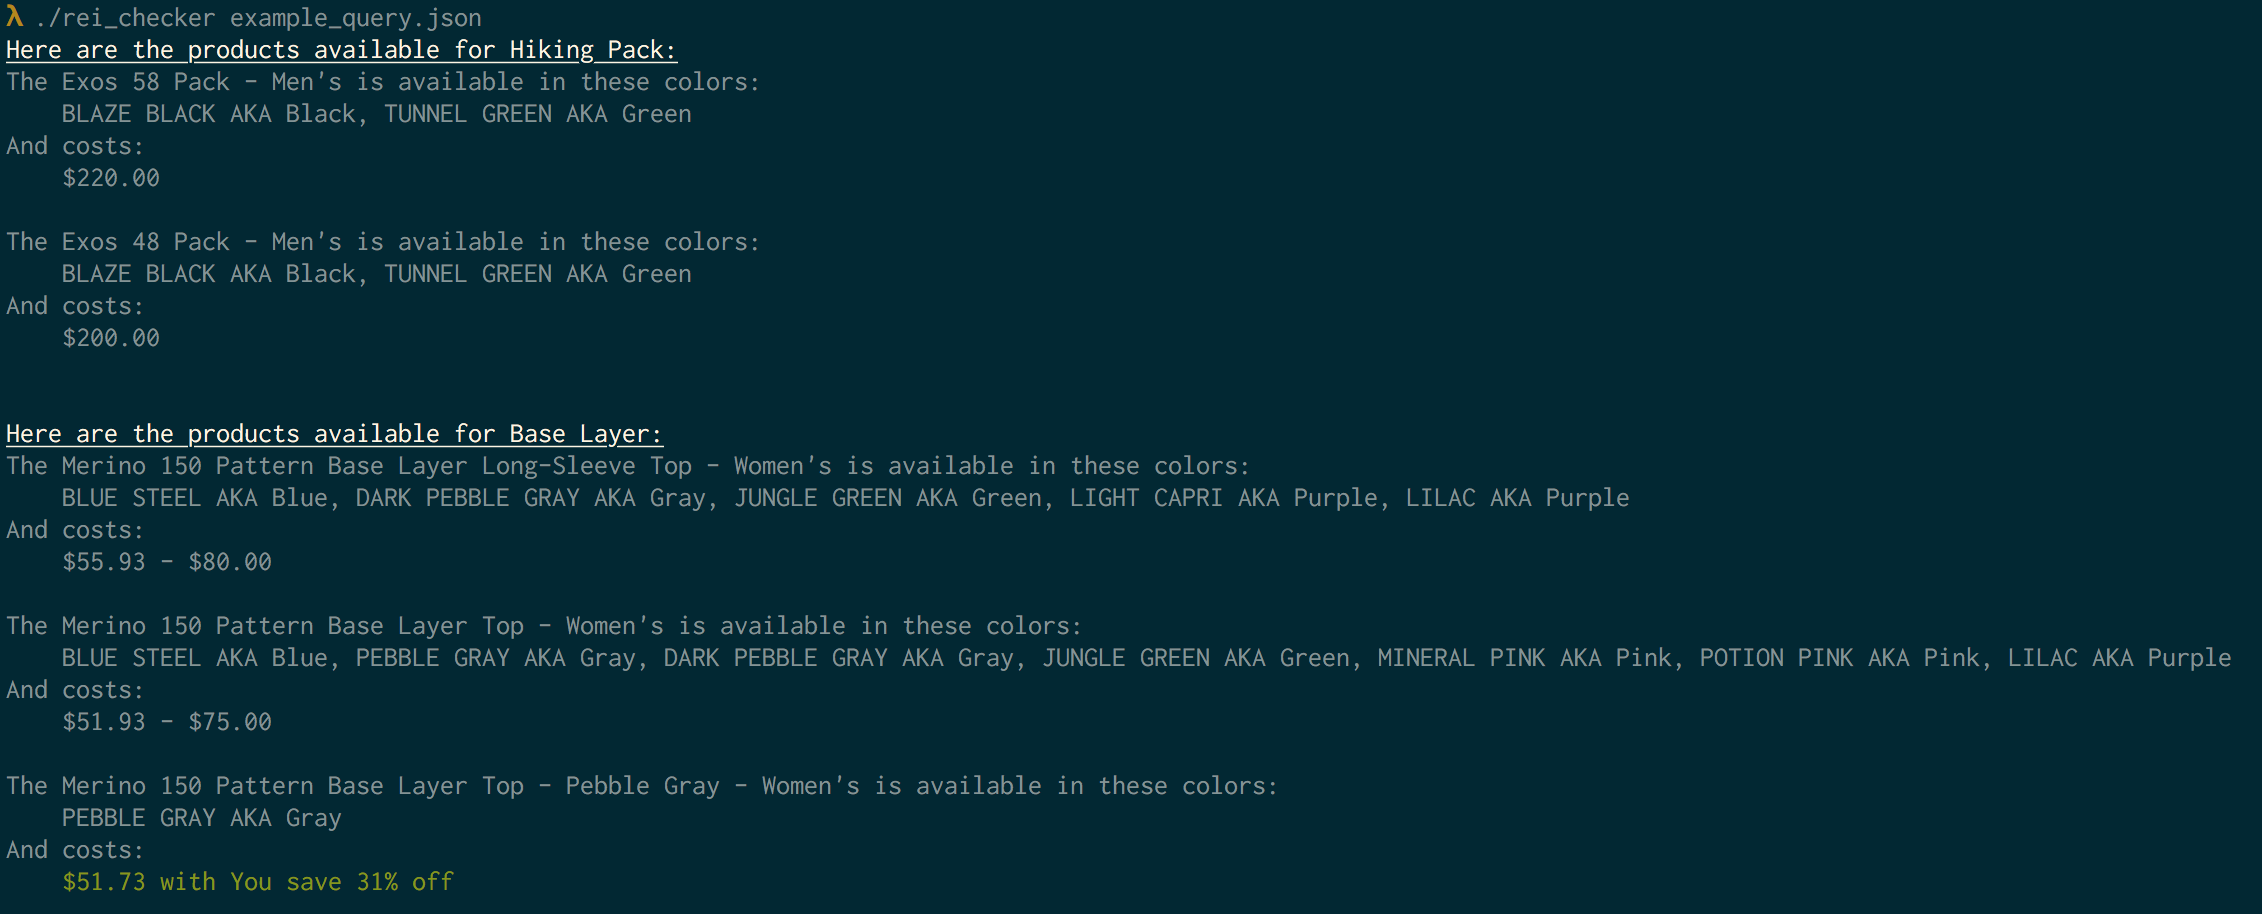 λ ./rei_checker example_query.json
Here are the products available for Hiking Pack:
The Exos 58 Pack - Men's is available in these colors:
BLAZE BLACK AKA Black, TUNNEL GREEN AKA Green
And costs:
$220.00
The Exos 48 Pack - Men's is available in these colors:
BLAZE BLACK AKA Black, TUNNEL GREEN AKA Green
And costs:
$200.00
Here are the products available for Base Layer:
The Merino 150 Pattern Base Layer Long-Sleeve Top - Women's is available in these colors:
BLUE STEEL AKA Blue, DARK PEBBLE GRAY AKA Gray, JUNGLE GREEN AKA Green, LIGHT CAPRI AKA Purple, LILAC AKA Purple
And costs:
$55.93 - $80.00
The Merino 150 Pattern Base Layer Top - Women's is available in these colors:
BLUE STEEL AKA Blue, PEBBLE GRAY AKA Gray, DARK PEBBLE GRAY AKA Gray, JUNGLE GREEN AKA Green, MINERAL PINK AKA Pink, POTION PINK AKA Pink, LILAC AKA Purple
And costs:
$51.93 - $75.00
The Merino 150 Pattern Base Layer Top - Pebble Gray - Women's is available in these colors:
PEBBLE GRAY AKA Gray
And costs:
$51.73 with You save 31% off